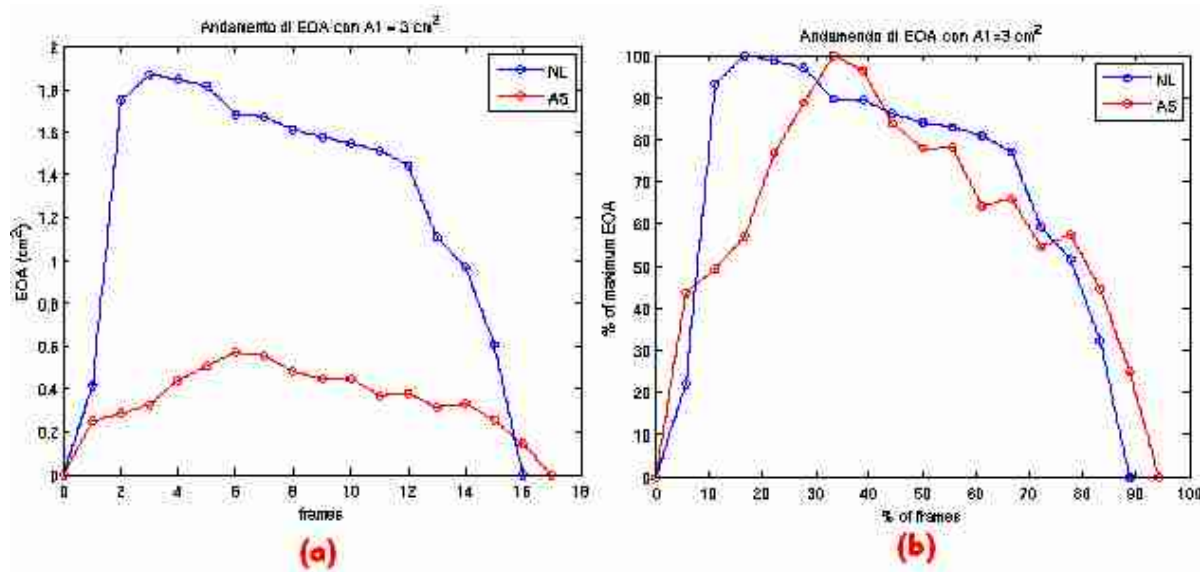 Andamento di EOA con A1 = 3 cm²
2
1.8
1.6
1.4
1.2
1
0.8
0.6
0.4
0.2
0
EOA (cm²)
NL
AS
0 2 4 6 8 10 12 14 16 18
frames
(a)
Andamendo di EOA con A1=3 cm²
100
90
80
70
60
50
40
30
20
10
0
% of maximum EOA
NL
AS
0 10 20 30 40 50 60 70 80 90 100
% of frames
(b)